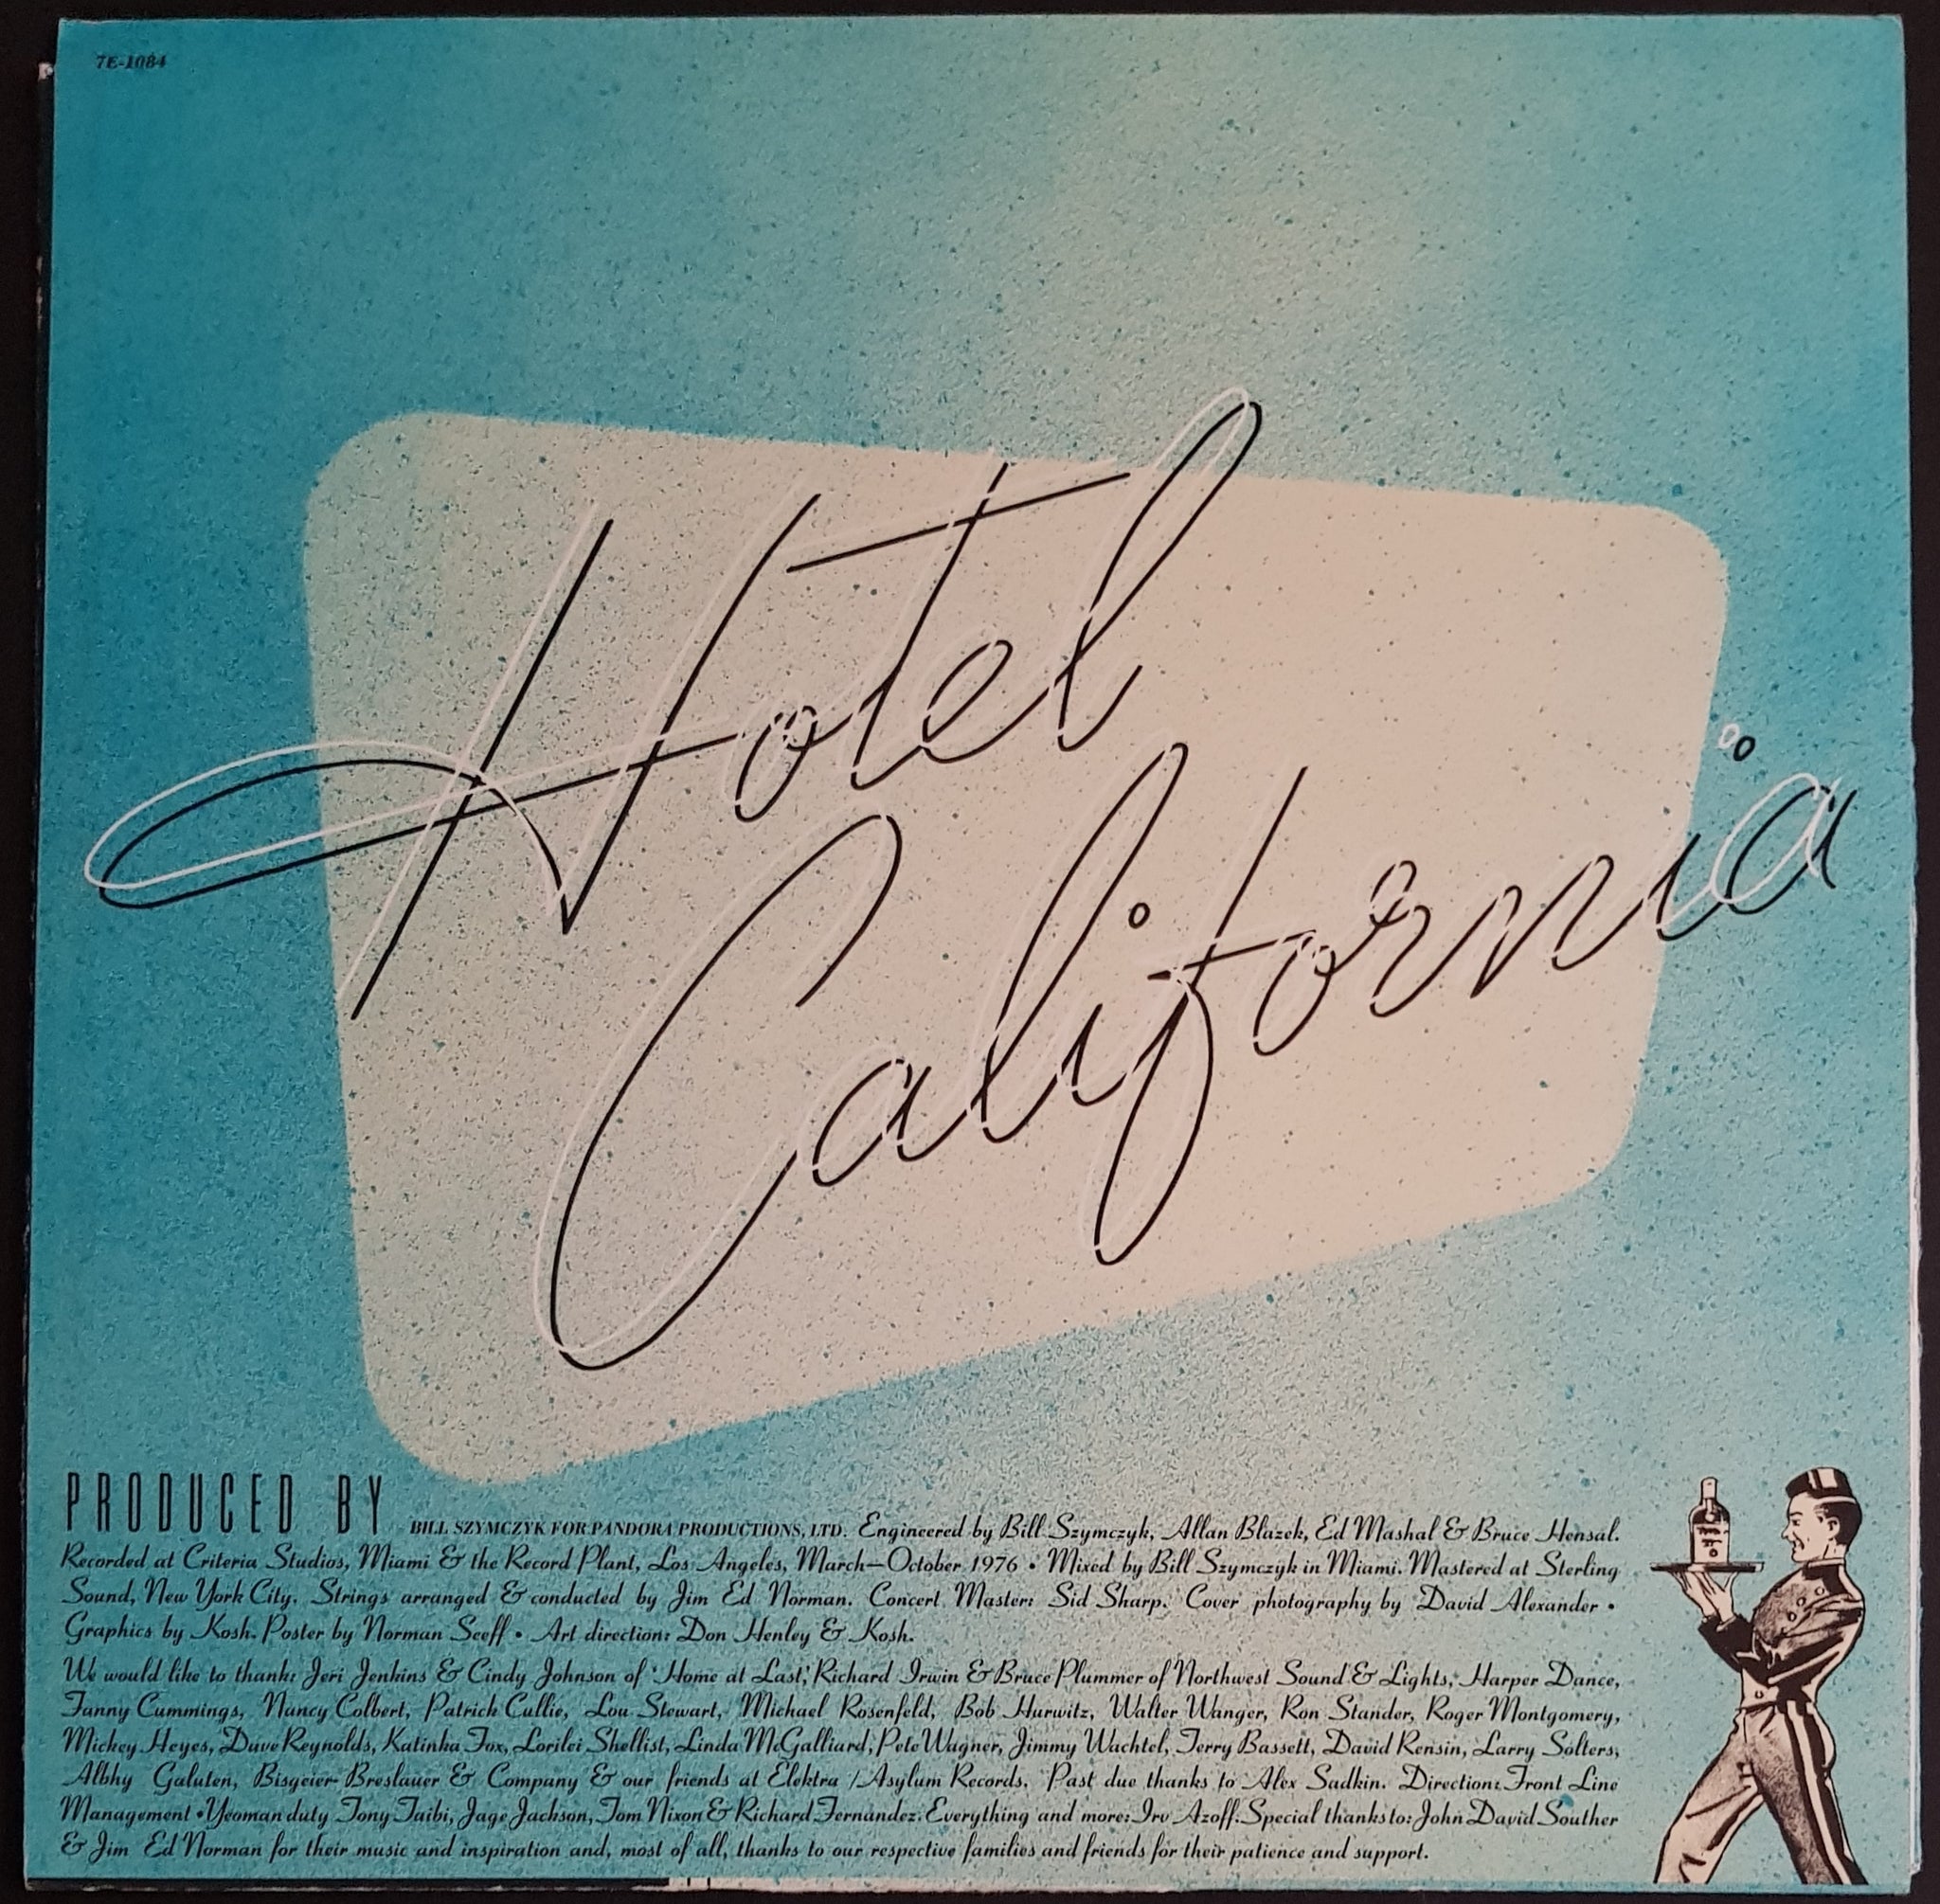 7E-1084
Hotel
California
PRODUCED BY BILL SZYMCZYK FOR PANDORA PRODUCTIONS, LTD. Engineered by Bill Szymczyk, Allan Blazek, Ed Mashal & Bruce Hensal.
Recorded at Criteria Studios, Miami & the Record Plant, Los Angeles, March—October 1976 • Mixed by Bill Szymczyk in Miami. Mastered at Sterling
Sound, New York City. Strings arranged & conducted by Jim Ed Norman. Concert Master: Sid Sharp. Cover photography by David Alexander •
Graphics by Kosh. Poster by Norman Seeff • Art direction: Don Henley & Kosh.
We would like to thank: Jeri Jenkins & Cindy Johnson of 'Home at Last,' Richard Irwin & Bruce Plummer of Northwest Sound & Lights, Harper Dance,
Fanny Cummings, Nancy Colbert, Patrick Cullie, Lou Stewart, Michael Rosenfeld, Bob Hurwitz, Walter Wanger, Ron Stander, Roger Montgomery,
Mickey Heyes, Dave Reynolds, Katinka Fox, Lorilei Shellist, Linda McGalliard, Pete Wagner, Jimmy Wachtel, Terry Bassett, David Rensin, Larry Solters,
Albhy Galuten, Bisgeier-Breslauer & Company & our friends at Elektra/Asylum Records. Past due thanks to Alex Sadkin. Direction: Front Line
Management • Yeoman duty Tony Taibi, Jage Jackson, Tom Nixon & Richard Fernandez. Everything and more: Irv Azoff. Special thanks to: John David Souther
& Jim Ed Norman for their music and inspiration and, most of all, thanks to our respective families and friends for their patience and support.